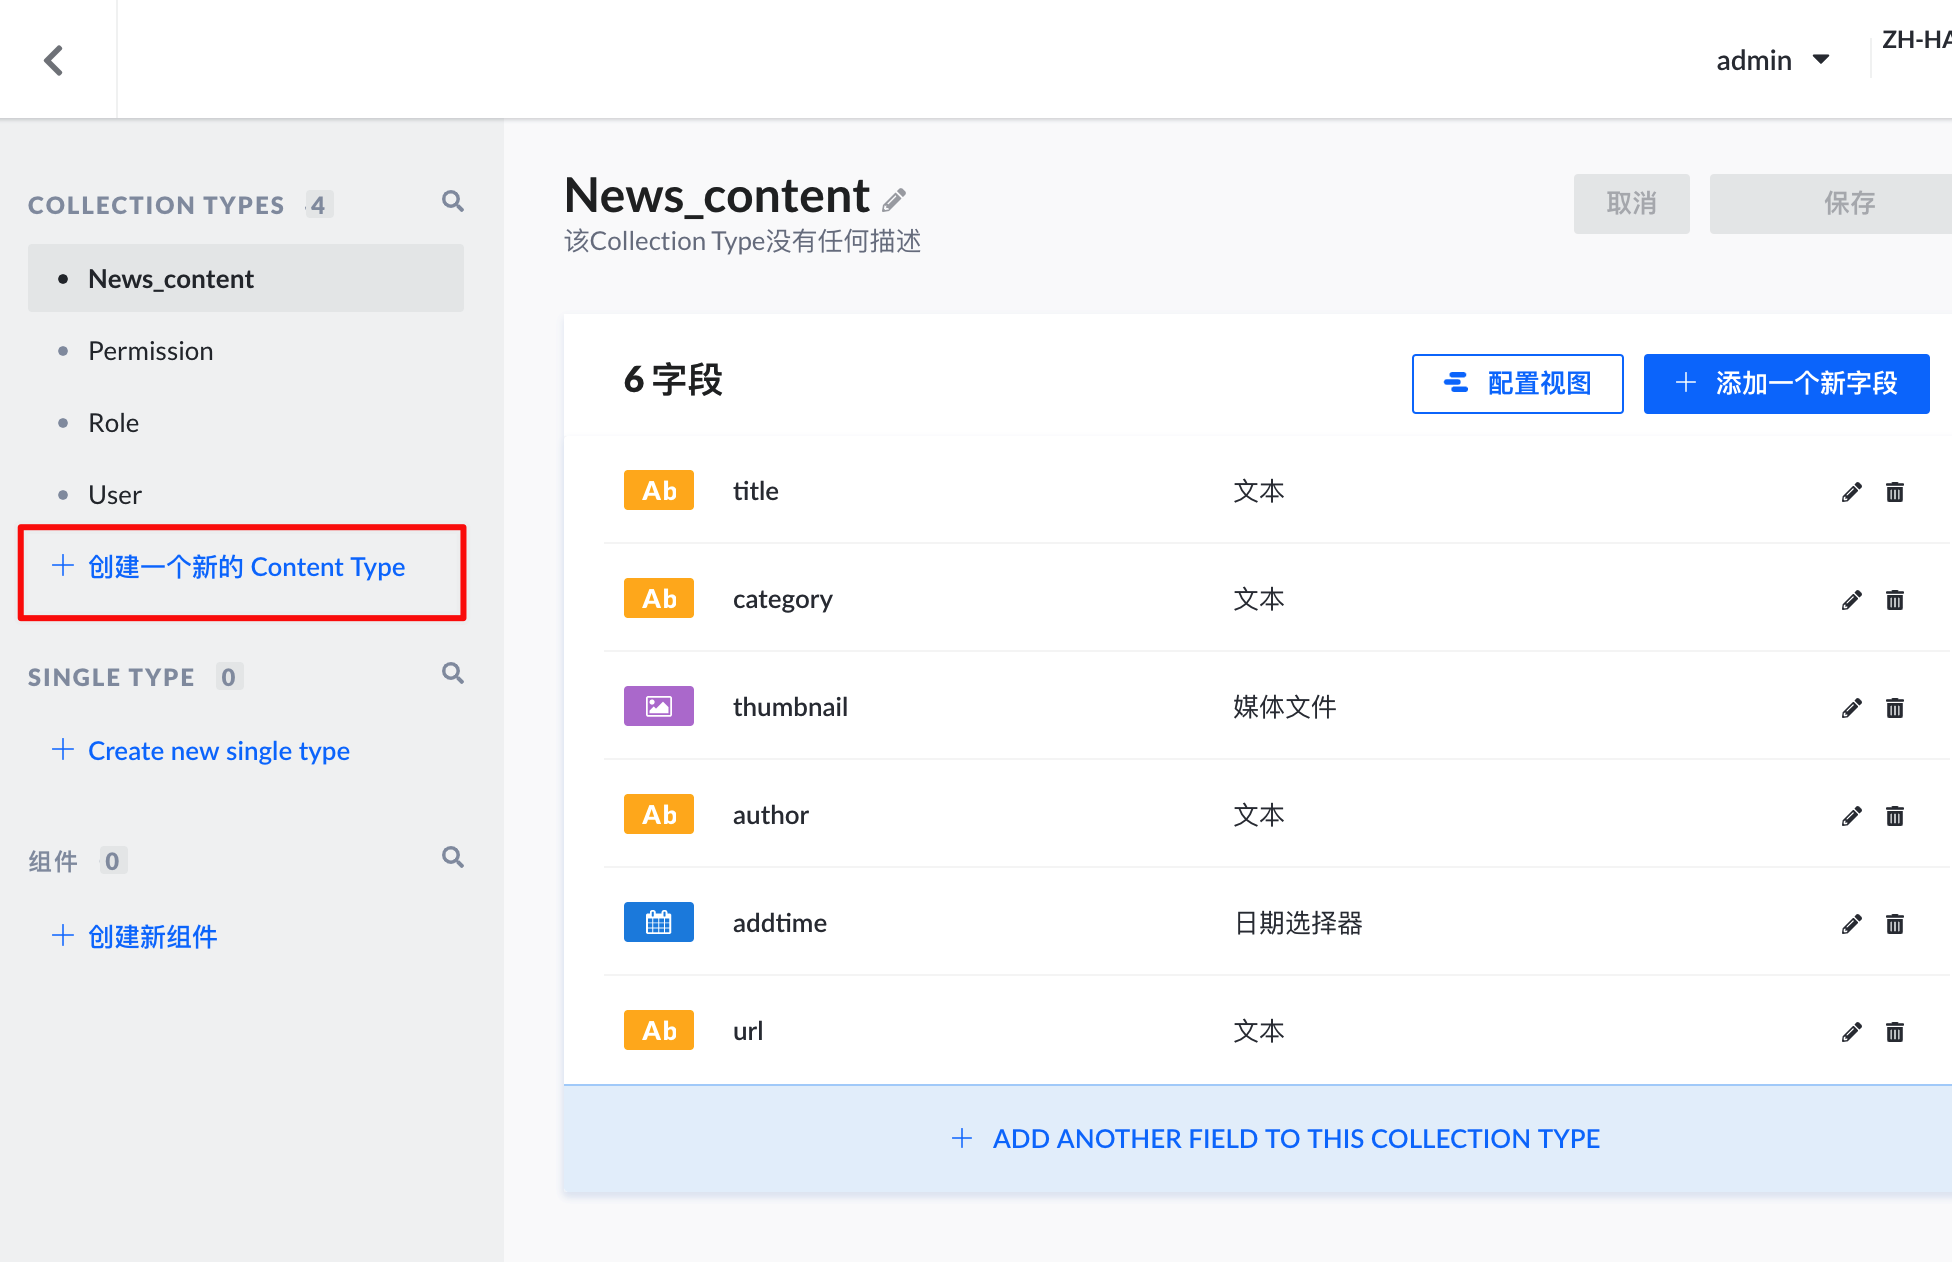 admin
ZH-HA
COLLECTION TYPES 4
News_content
Permission
Role
User
创建一个新的 Content Type
SINGLE TYPE 0
Create new single type
组件 0
创建新组件
News_content
该Collection Type没有任何描述
取消
保存
6 字段
配置视图
添加一个新字段
Ab title 文本
Ab category 文本
thumbnail 媒体文件
Ab author 文本
addtime 日期选择器
Ab url 文本
ADD ANOTHER FIELD TO THIS COLLECTION TYPE